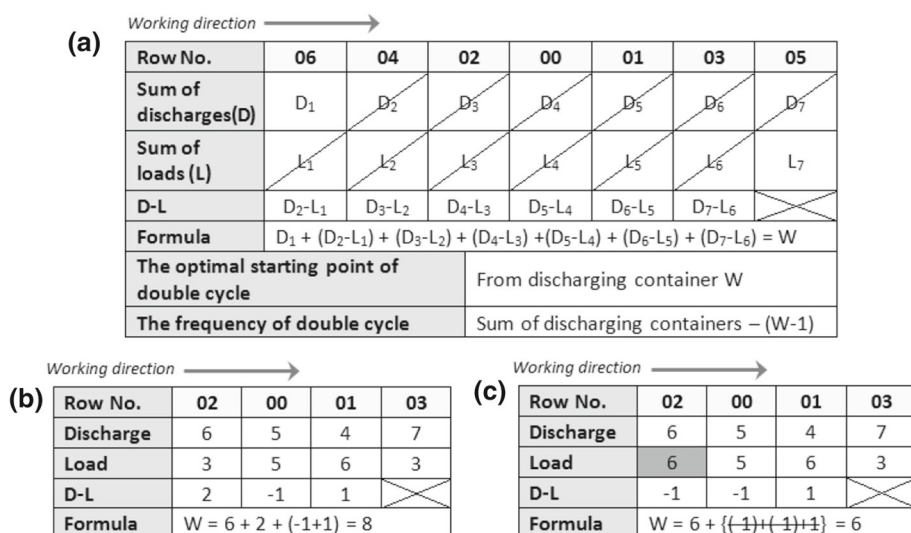 Working direction
(a)
Row No. 06 04 02 00 01 03 05
Sum of discharges(D) D₁ D₂ D₃ D₄ D₅ D₆ D₇
Sum of loads (L) L₁ L₂ L₃ L₄ L₅ L₆ L₇
D-L D₂-L₁ D₃-L₂ D₄-L₃ D₅-L₄ D₆-L₅ D₇-L₆
Formula D₁ + (D₂-L₁) + (D₃-L₂) + (D₄-L₃) +(D₅-L₄) + (D₆-L₅) + (D₇-L₆) = W
The optimal starting point of double cycle From discharging container W
The frequency of double cycle Sum of discharging containers – (W-1)
Working direction
(b)
Row No. 02 00 01 03
Discharge 6 5 4 7
Load 3 5 6 3
D-L 2 -1 1
Formula W = 6 + 2 + (-1+1) = 8
Working direction
(c)
Row No. 02 00 01 03
Discharge 6 5 4 7
Load 6 5 6 3
D-L -1 -1 1
Formula W = 6 + {(-1)+(-1)+1} = 6